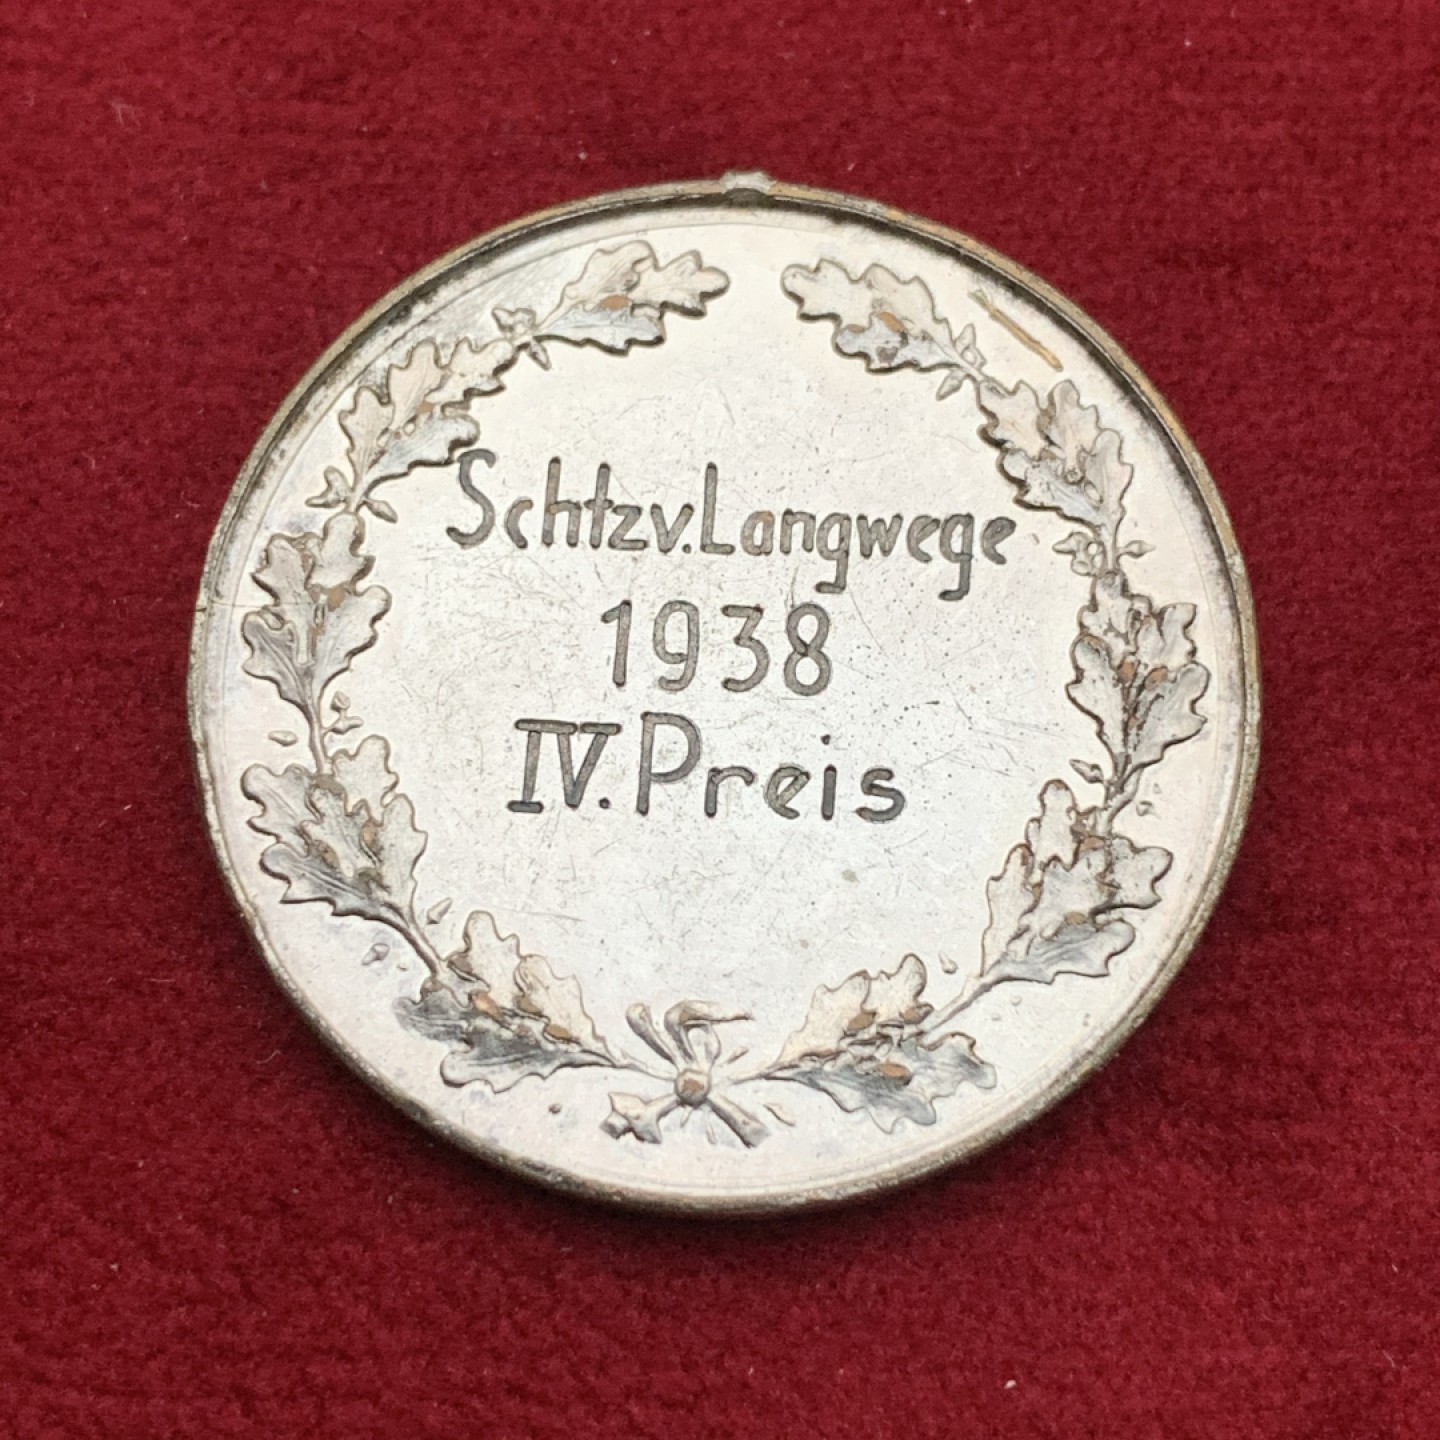 Schtzv. Langwege
1938
IV. Preis